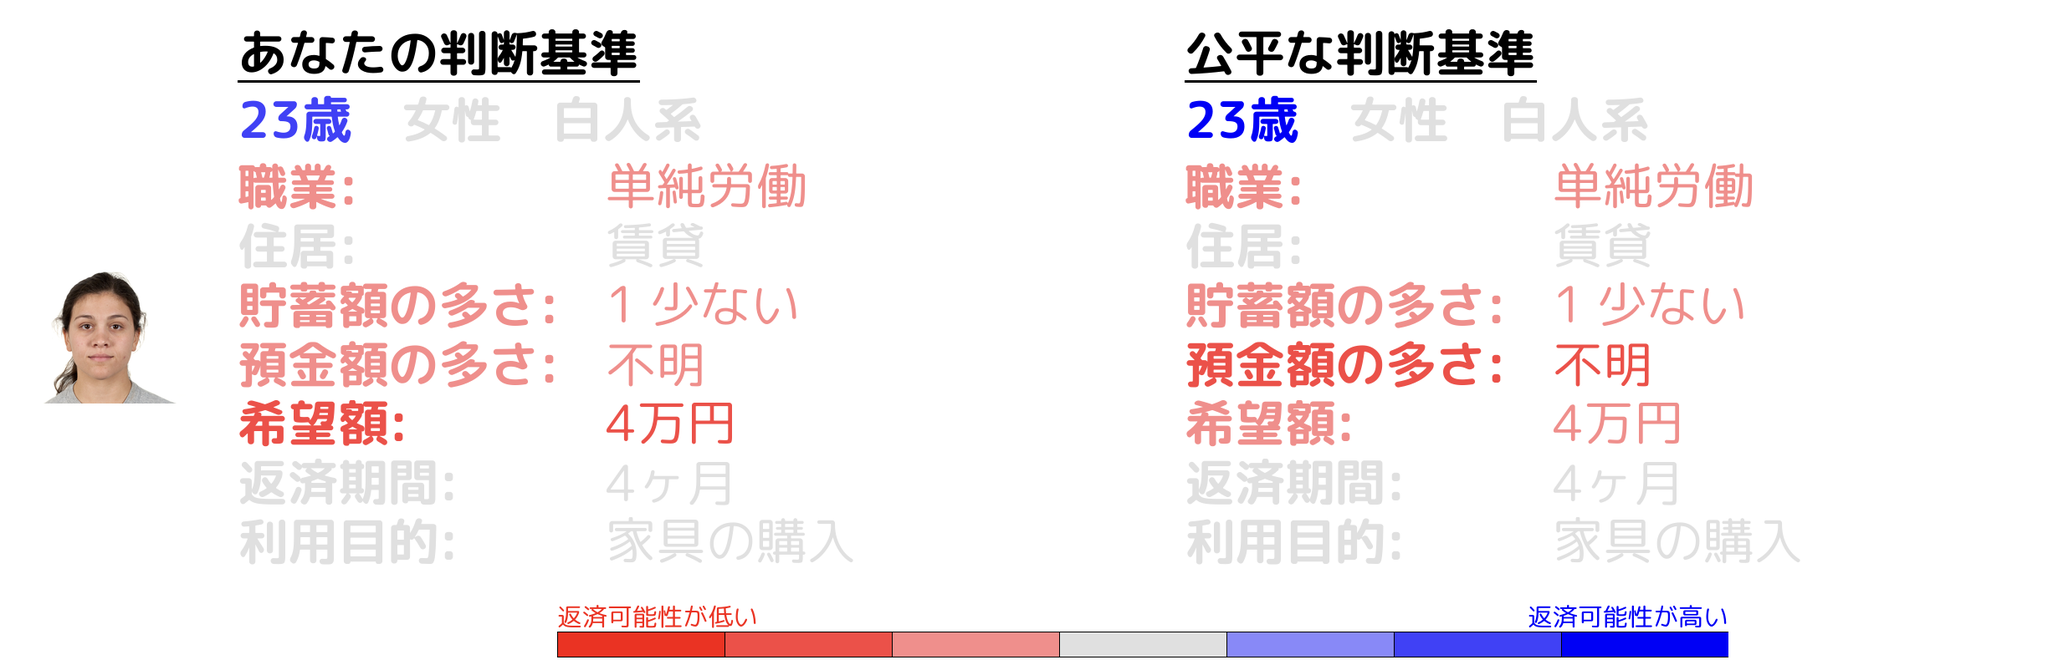 あなたの判断基準
23歳 女性 白人系
職業: 単純労働
住居: 賃貸
貯蓄額の多さ: 1 少ない
預金額の多さ: 不明
希望額: 4万円
返済期間: 4ヶ月
利用目的: 家具の購入
公平な判断基準
23歳 女性 白人系
職業: 単純労働
住居: 賃貸
貯蓄額の多さ: 1 少ない
預金額の多さ: 不明
希望額: 4万円
返済期間: 4ヶ月
利用目的: 家具の購入
返済可能性が低い 返済可能性が高い